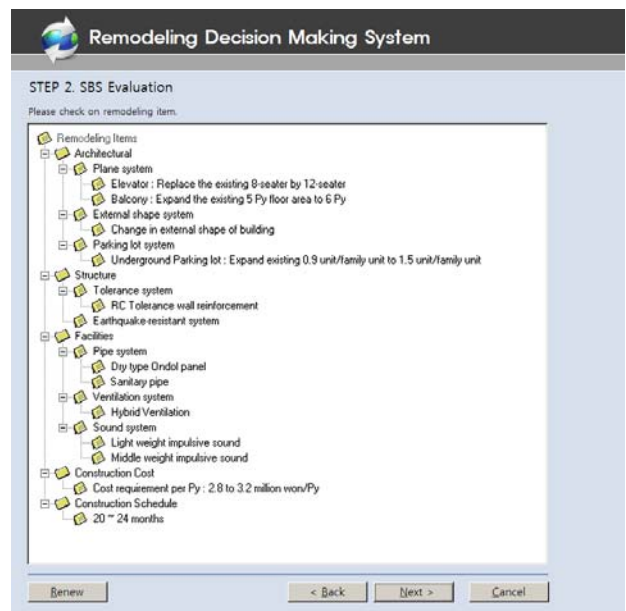 Remodeling Decision Making System
STEP 2. SBS Evaluation
Please check on remodeling item.
Remodeling Items
Architectural
Plane system
Elevator : Replace the existing 8-seater by 12-seater
Balcony : Expand the existing 5 Py floor area to 6 Py
External shape system
Change in external shape of building
Parking lot system
Underground Parking lot : Expand existing 0.9 unit/family unit to 1.5 unit/family unit
Structure
Tolerance system
RC Tolerance wall reinforcement
Earthquake-resistant system
Facilities
Pipe system
Dry type Ondol panel
Sanitary pipe
Ventilation system
Hybrid Ventilation
Sound system
Light weight impulsive sound
Middle weight impulsive sound
Construction Cost
Cost requirement per Py : 2.8 to 3.2 million won/Py
Construction Schedule
20 ~ 24 months
Renew < Back Next > Cancel